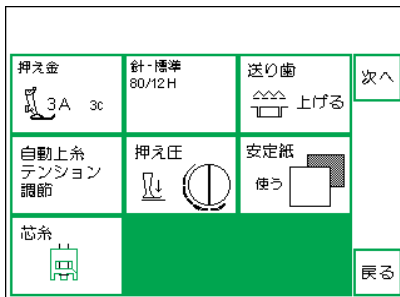 押え金
3A 3C
針-標準
80/12 H
送り歯
上げる
次へ
自動上糸
テンション
調節
押え圧
安定紙
使う
芯糸
戻る